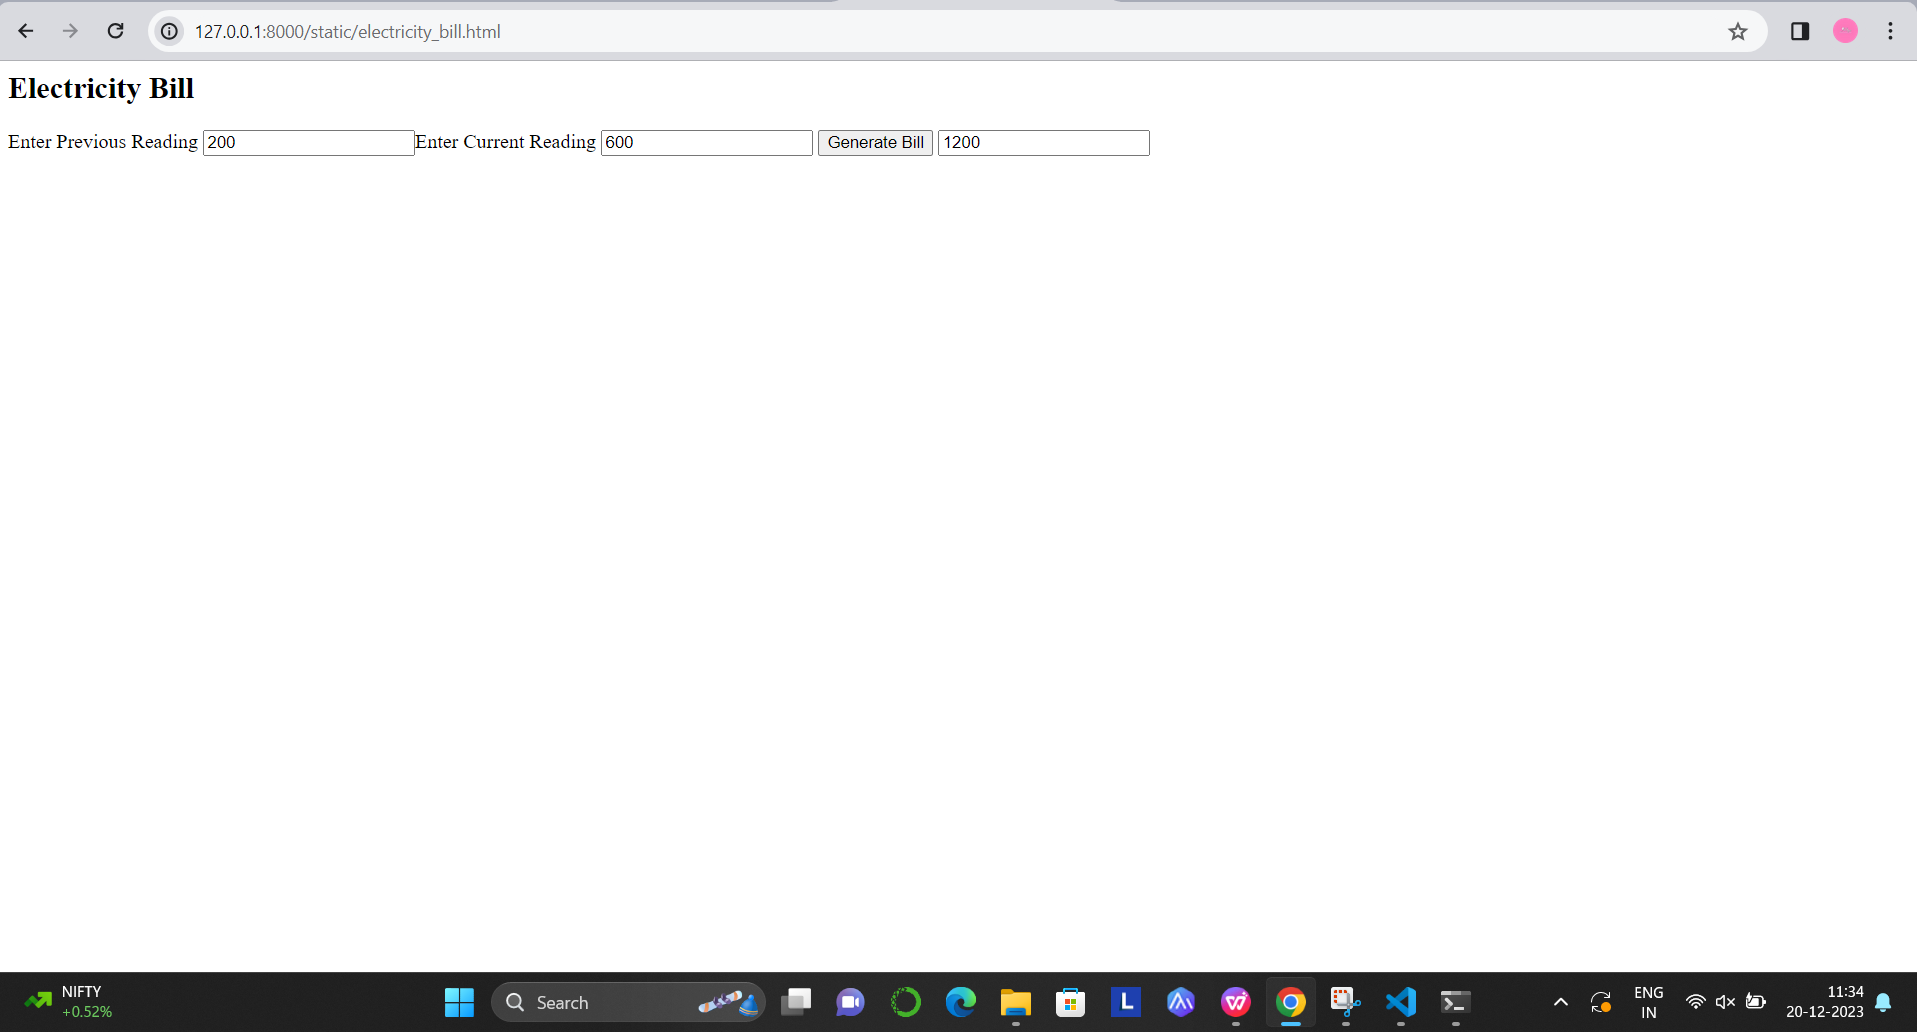 127.0.0.1:8000/static/electricity_bill.html
Electricity Bill
Enter Previous Reading 200 Enter Current Reading 600 Generate Bill 1200
NIFTY
+0.52%
Search
L
ENG
IN
11:34
20-12-2023